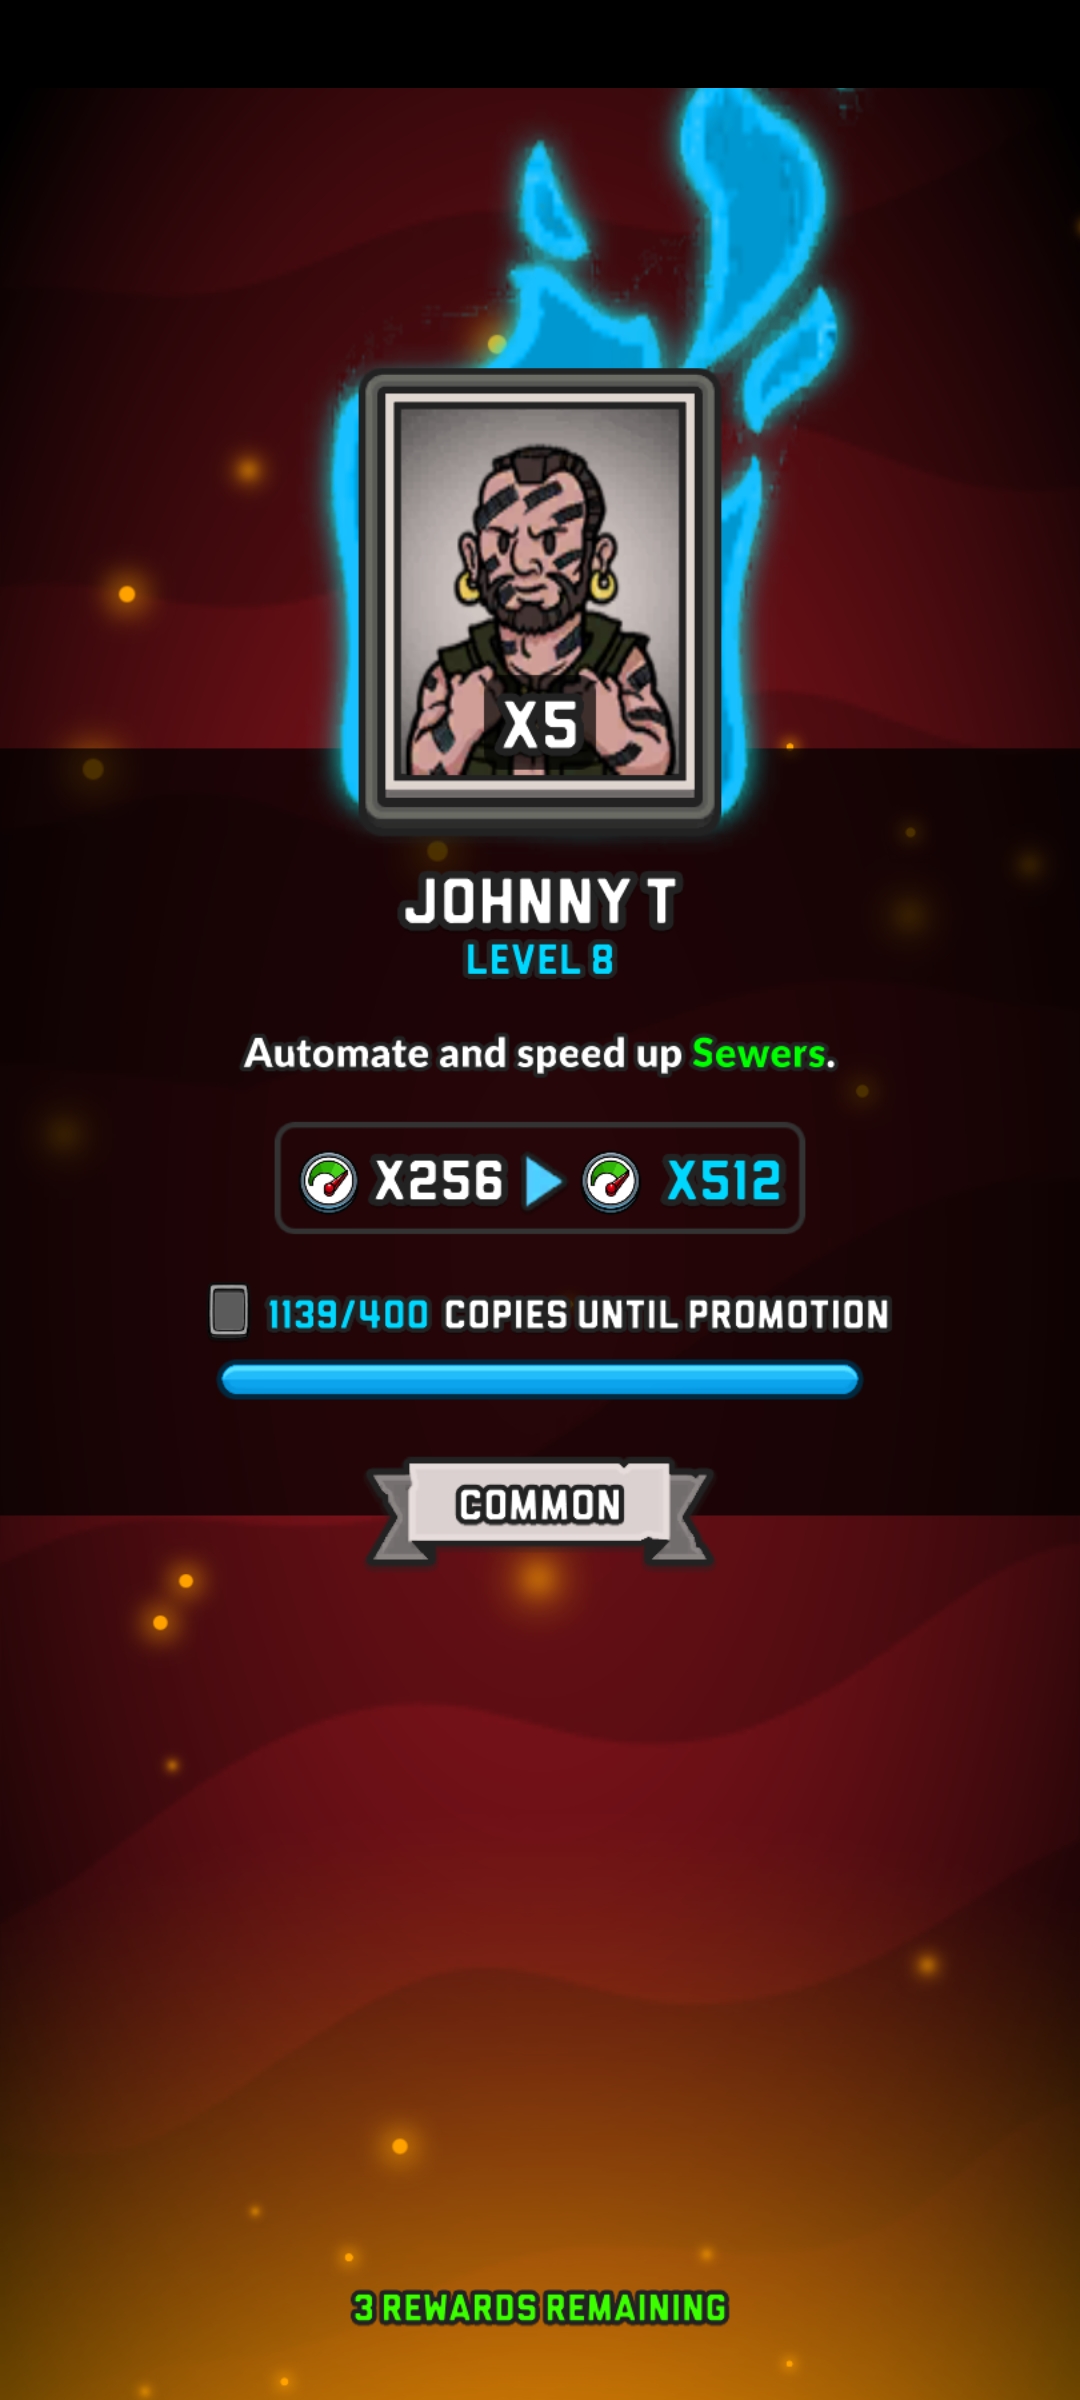 X5
JOHNNY T
LEVEL 8
Automate and speed up Sewers.
X256 X512
1139/400 COPIES UNTIL PROMOTION
COMMON
3 REWARDS REMAINING